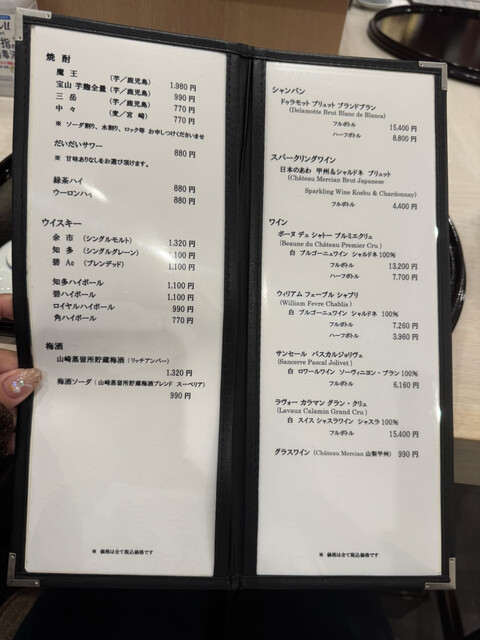 焼 酎
魔 王 (芋／鹿児島) 1,980 円
宝山 芋麹全量 (芋／鹿児島) 990 円
三 岳 (芋／鹿児島) 770 円
中 々 (麦／宮 崎) 770 円
※ ソーダ割り、水割り、ロック等 お申しつけくださいませ
だいだいサワー 880 円
※ 甘味ありなしをお選び頂けます。
緑茶ハイ 880 円
ウーロンハイ 880 円
ウイスキー
余 市 (シングルモルト) 1,320 円
知 多 (シングルグレーン) 1,100 円
碧 Ao (ブレンデッド) 1,100 円
知多ハイボール 1,100 円
碧ハイボール 1,100 円
ロイヤルハイボール 990 円
角ハイボール 770 円
梅酒
山崎蒸留所貯蔵梅酒 (リッチアンバー)
1,320 円
梅酒ソーダ (山崎蒸留所貯蔵梅酒ブレンド スーペリア)
990 円
※ 価格は全て税込価格です
シャンパン
ドゥラモット ブリュット ブランドブラン
(Delamotte Brut Blanc de Blancs)
フルボトル 15,400 円
ハーフボトル 8,800 円
スパークリングワイン
日本のあわ 甲州＆シャルドネ ブリュット
(Château Mercian Brut Japanese
Sparkling Wine Koshu & Chardonnay)
フルボトル 4,400 円
ワイン
ボーヌ デュ シャトー プルミエクリュ
(Beaune du Château Premier Cru )
白 ブルゴーニュワイン シャルドネ 100%
フルボトル 13,200 円
ハーフボトル 7,700 円
ウィリアム フェーブル シャブリ
(William Fevre Chablis )
白 ブルゴーニュワイン シャルドネ 100%
フルボトル 7,260 円
ハーフボトル 3,960 円
サンセール パスカルジョリヴェ
(Sancerre Pascal Jolivet )
白 ロワールワイン ソーヴィニヨン・ブラン 100%
フルボトル 6,160 円
ラヴォー カラマン グラン・クリュ
(Lavaux Calamin Grand Cru )
白 スイス シャスラワイン シャスラ 100%
フルボトル 15,400 円
グラスワイン (Château Mercian 山梨甲州) 990 円
※ 価格は全て税込価格です